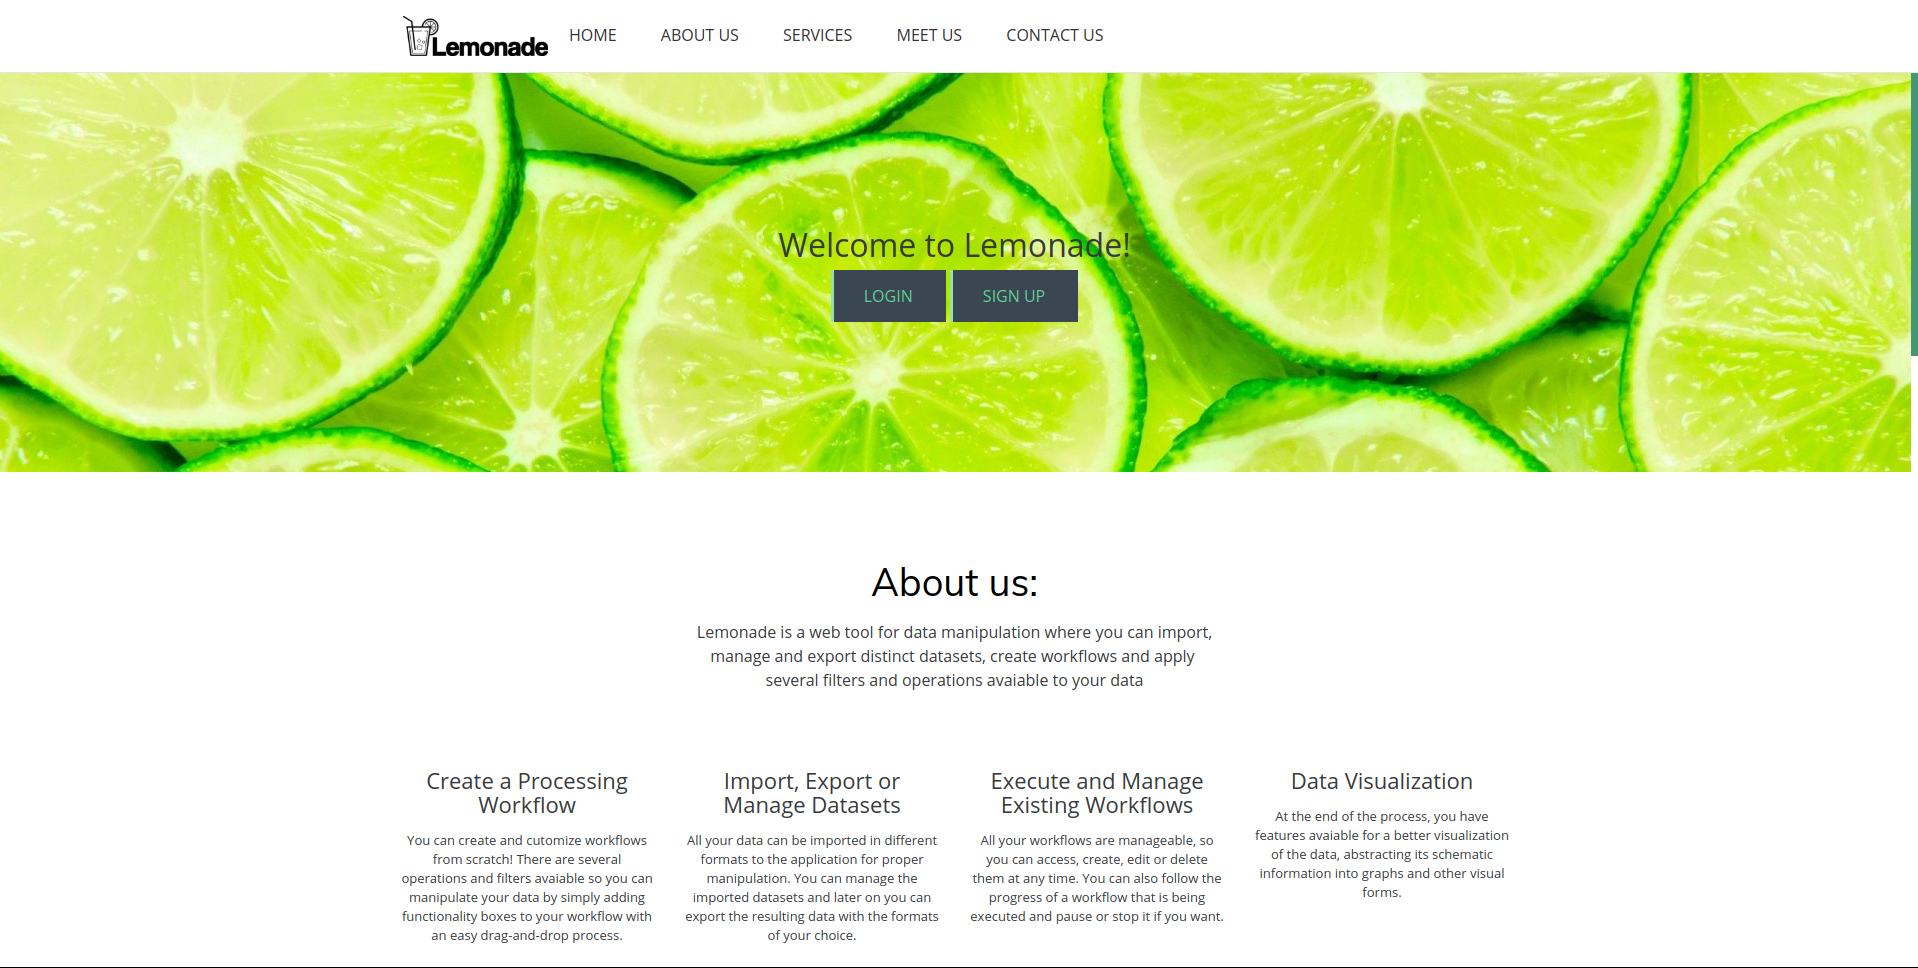 Lemonade HOME ABOUT US SERVICES MEET US CONTACT US
Welcome to Lemonade!
LOGIN SIGN UP
About us:
Lemonade is a web tool for data manipulation where you can import,
manage and export distinct datasets, create workflows and apply
several filters and operations avaiable to your data
Create a Processing
Workflow
You can create and cutomize workflows
from scratch! There are several
operations and filters avaiable so you can
manipulate your data by simply adding
functionality boxes to your workflow with
an easy drag-and-drop process.
Import, Export or
Manage Datasets
All your data can be imported in different
formats to the application for proper
manipulation. You can manage the
imported datasets and later on you can
export the resulting data with the formats
of your choice.
Execute and Manage
Existing Workflows
All your workflows are manageable, so
you can access, create, edit or delete
them at any time. You can also follow the
progress of a workflow that is being
executed and pause or stop it if you want.
Data Visualization
At the end of the process, you have
features avaiable for a better visualization
of the data, abstracting its schematic
information into graphs and other visual
forms.